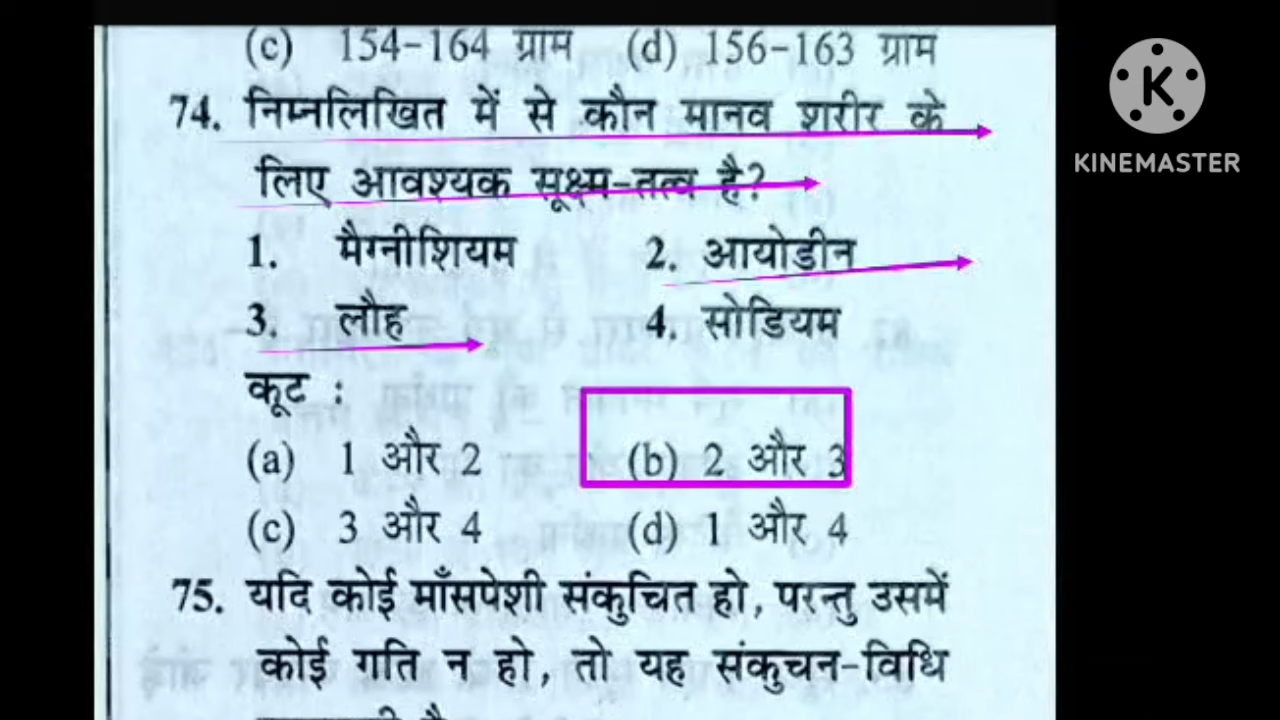 (c) 154-164 ग्राम (d) 156-163 ग्राम
74. निम्नलिखित में से कौन मानव शरीर के
लिए आवश्यक सूक्ष्म-तत्व है?
1. मैग्नीशियम 2. आयोडीन
3. लौह 4. सोडियम
कूट :
(a) 1 और 2 (b) 2 और 3
(c) 3 और 4 (d) 1 और 4
75. यदि कोई माँसपेशी संकुचित हो, परन्तु उसमें
कोई गति न हो, तो यह संकुचन-विधि
K
KINEMASTER